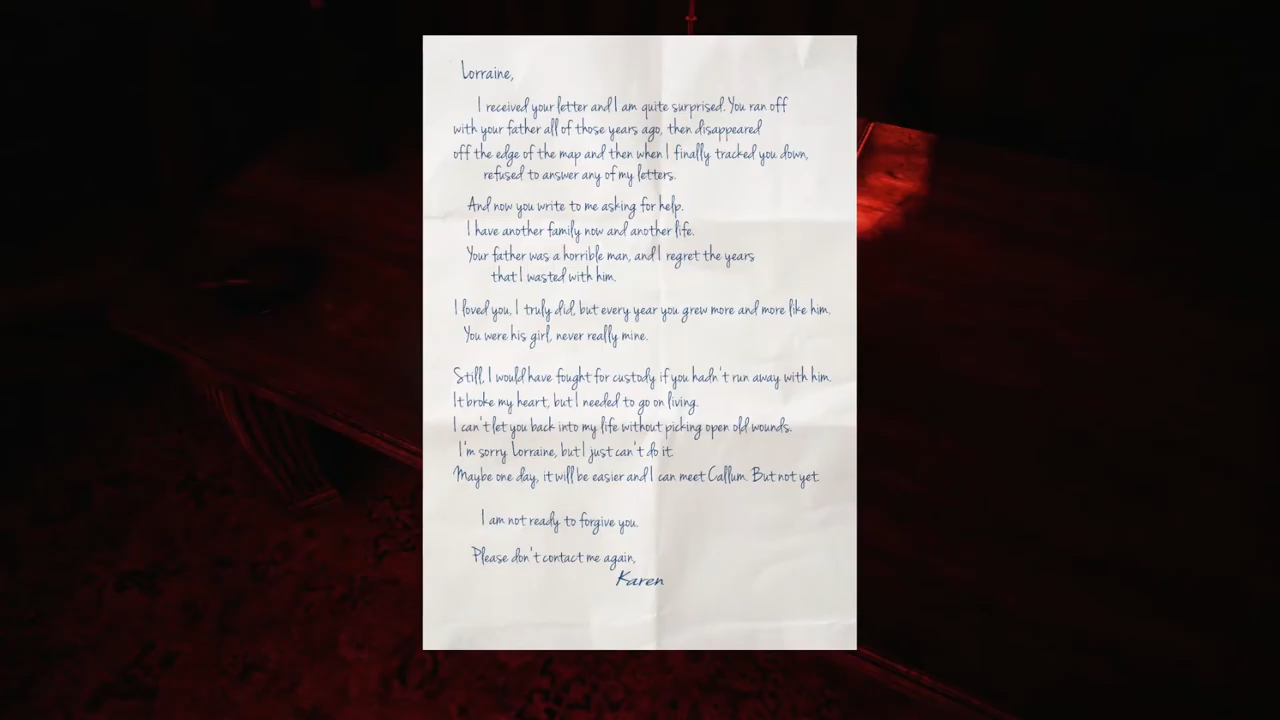 Lorraine,
I received your letter and I am quite surprised. You ran off
with your father all of those years ago, then disappeared
off the edge of the map and then when I finally tracked you down,
refused to answer any of my letters.
And now you write to me asking for help.
I have another family now and another life.
Your father was a horrible man, and I regret the years
that I wasted with him.
I loved you, I truly did, but every year you grew more and more like him.
You were his girl, never really mine.
Still, I would have fought for custody if you hadn't run away with him.
It broke my heart, but I needed to go on living.
I can't let you back into my life without picking open old wounds.
I'm sorry Lorraine, but I just can't do it.
Maybe one day, it will be easier and I can meet Callum. But not yet.
I am not ready to forgive you.
Please don't contact me again,
Karen